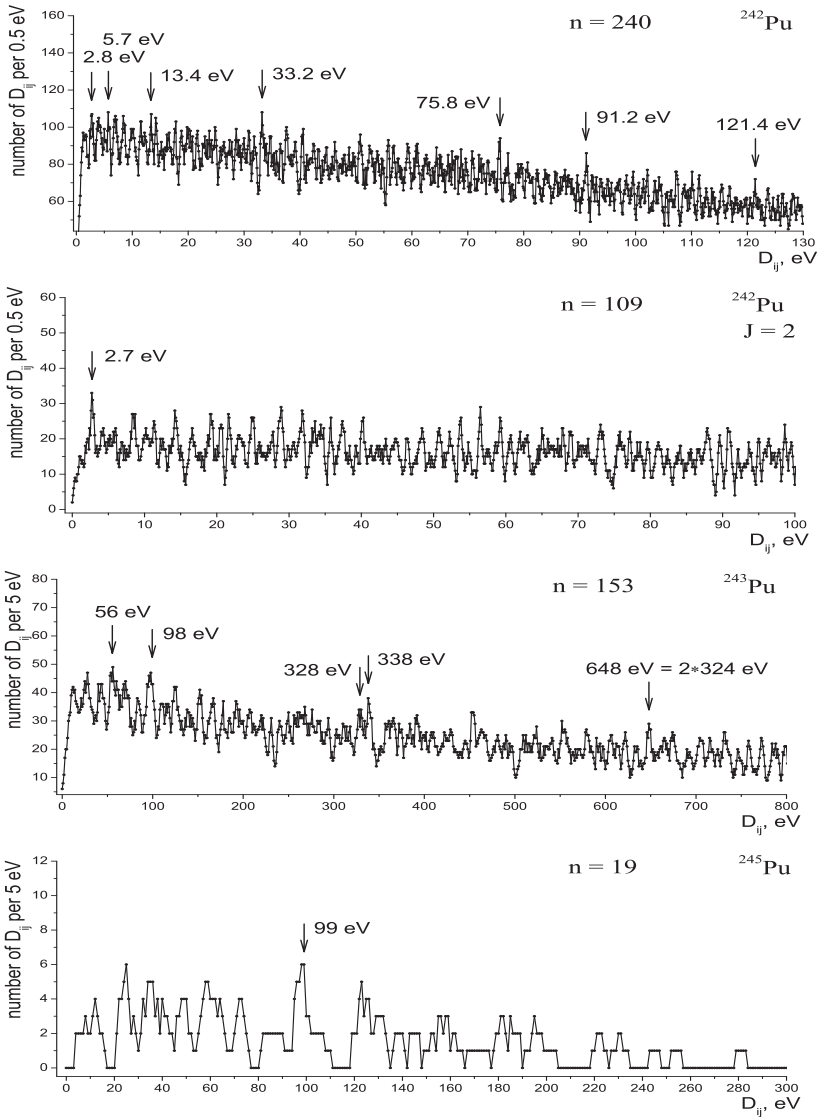 number of D_ij per 0.5 eV
160
140
120
100
80
60
n = 240
²⁴²Pu
5.7 eV
2.8 eV
13.4 eV
33.2 eV
75.8 eV
91.2 eV
121.4 eV
0 10 20 30 40 50 60 70 80 90 100 110 120 130
D_ij, eV
number of D_ij per 0.5 eV
60
50
40
30
20
10
0
n = 109
²⁴²Pu
J = 2
2.7 eV
0 10 20 30 40 50 60 70 80 90 100
D_ij, eV
number of D_ij per 5 eV
80
70
60
50
40
30
20
10
n = 153
²⁴³Pu
56 eV
98 eV
328 eV
338 eV
648 eV = 2*324 eV
0 100 200 300 400 500 600 700 800
D_ij, eV
number of D_ij per 5 eV
12
10
8
6
4
2
0
n = 19
²⁴⁵Pu
99 eV
0 20 40 60 80 100 120 140 160 180 200 220 240 260 280 300
D_ij, eV